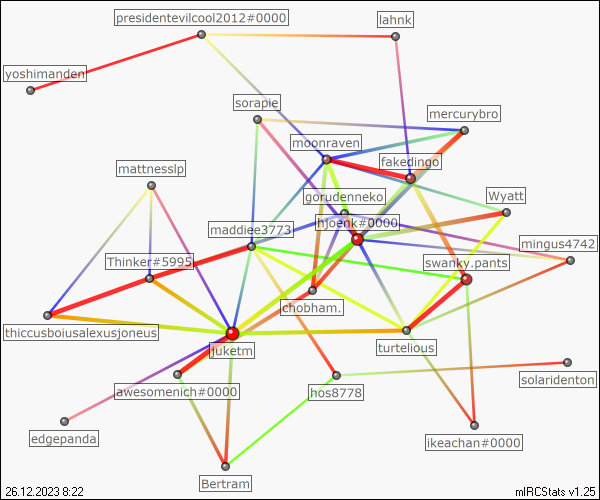 presidentevilcool2012#0000
lahnk
yoshimanden
sorapie
mercurybro
moonraven
fakedingo
mattnesslp
gorudenneko
Wyatt
maddiee3773
hjoenk#0000
mingus4742
Thinker#5995
swanky.pants
chobham.
thiccusboiusalexusjoneus
jjuketm
turtelious
awesomenich#0000
hos8778
solaridenton
edgepanda
ikeachan#0000
Bertram
26.12.2023 8:22
mIRCStats v1.25